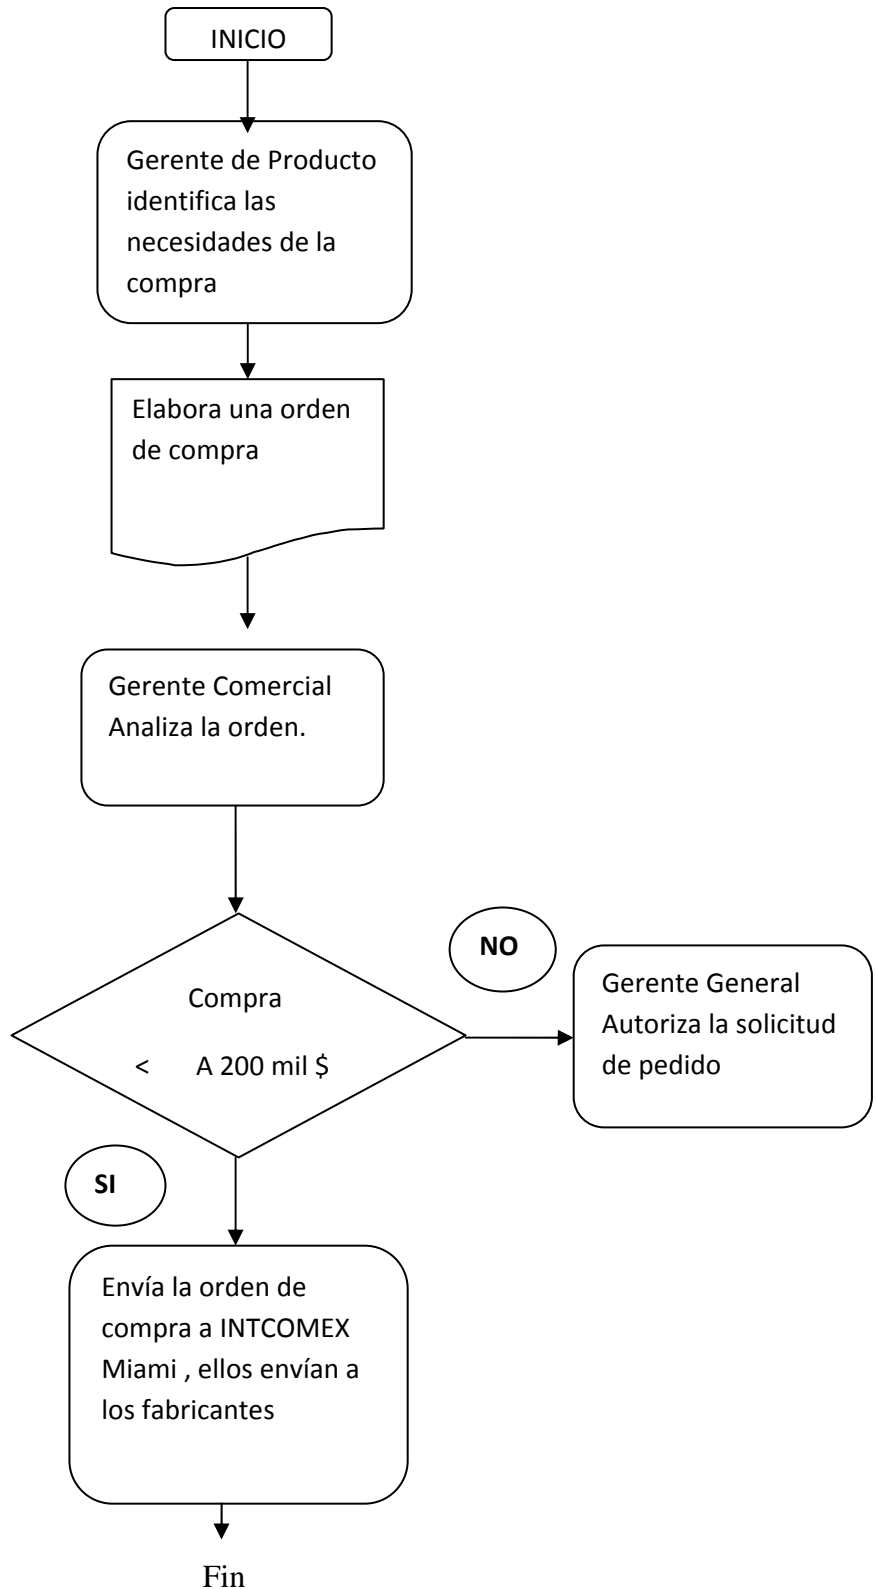 INICIO
Gerente de Producto
identifica las
necesidades de la
compra
Elabora una orden
de compra
Gerente Comercial
Analiza la orden.
Compra
< A 200 mil $
NO
Gerente General
Autoriza la solicitud
de pedido
SI
Envía la orden de
compra a INTCOMEX
Miami , ellos envían a
los fabricantes
Fin